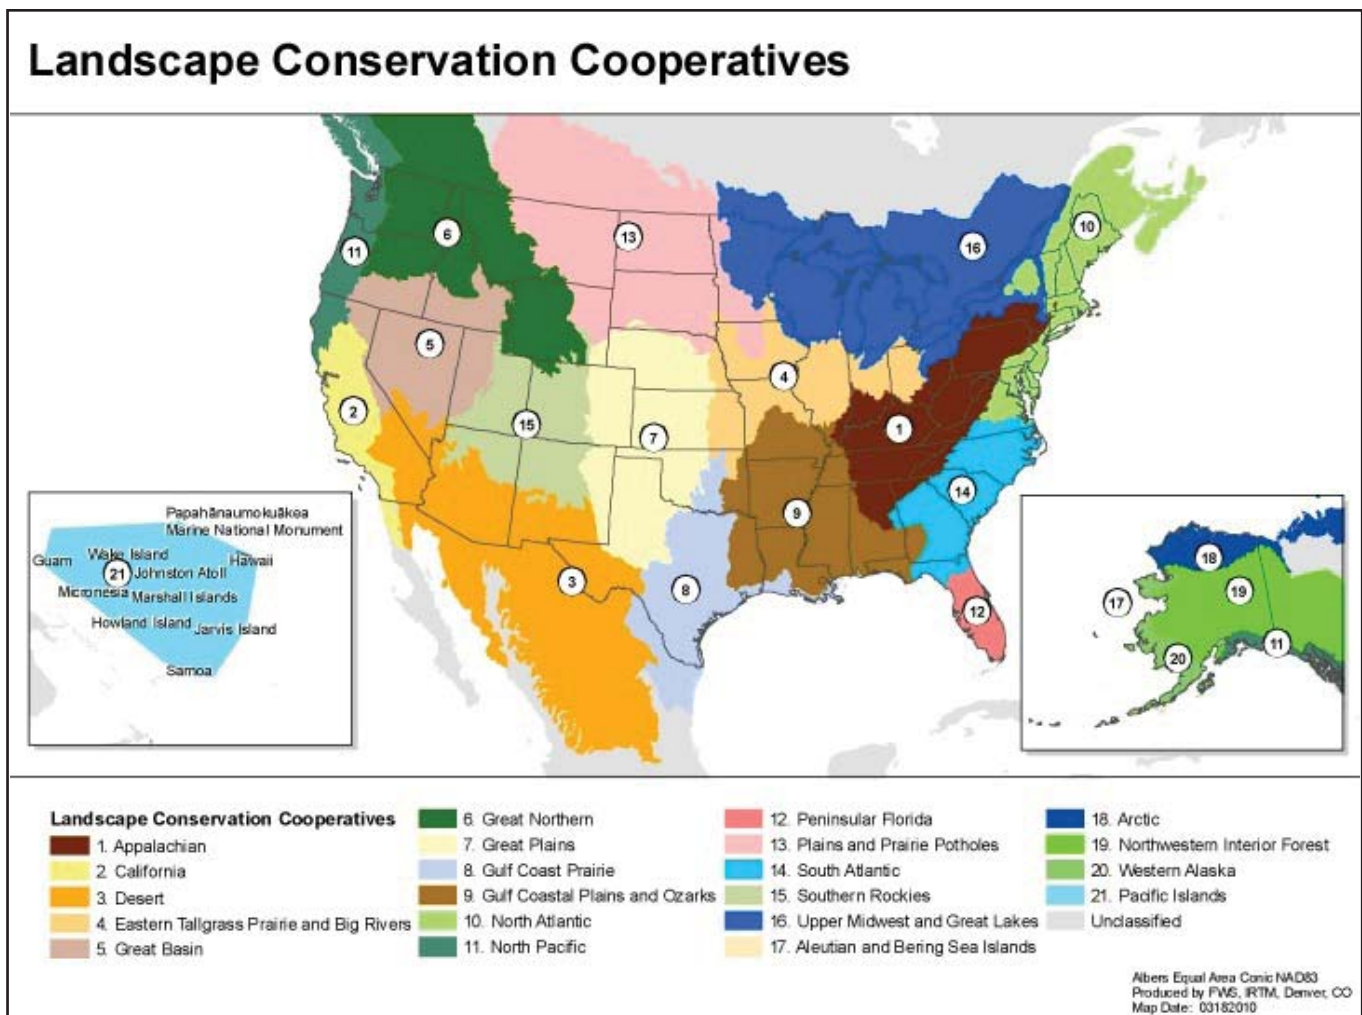 Landscape Conservation Cooperatives
11
6
13
16
10
5
4
2
15
7
1
9
14
3
8
12
Papahānaumokuākea
Marine National Monument
Guam
Wake Island
Hawaii
21
Johnston Atoll
Micronesia
Marshall Islands
Howland Island
Jarvis Island
Samoa
18
17
19
11
20
Landscape Conservation Cooperatives
1. Appalachian
2. California
3. Desert
4. Eastern Tallgrass Prairie and Big Rivers
5. Great Basin
6. Great Northern
7. Great Plains
8. Gulf Coast Prairie
9. Gulf Coastal Plains and Ozarks
10. North Atlantic
11. North Pacific
12. Peninsular Florida
13. Plains and Prairie Potholes
14. South Atlantic
15. Southern Rockies
16. Upper Midwest and Great Lakes
17. Aleutian and Bering Sea Islands
18. Arctic
19. Northwestern Interior Forest
20. Western Alaska
21. Pacific Islands
Unclassified
Albers Equal Area Conic NAD83
Produced by FWS, IRTM, Denver, CO
Map Date: 03182010